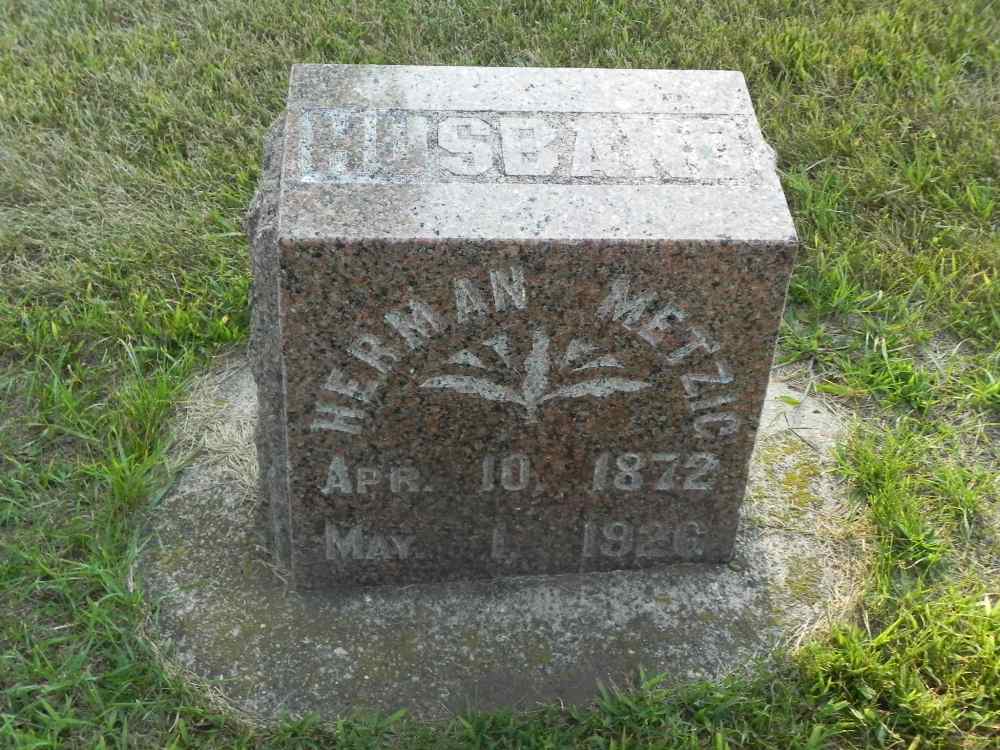 HUSBAND
HERMAN METZIG
APR. 10, 1872
MAY. 1, 1926.